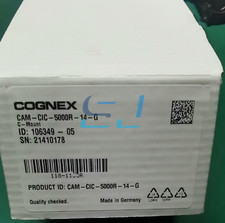 COGNEX
CAM-CIC-5000R-14-G
C-Mount
ID: 106349 - 05
SN: 21410178
PRODUCT ID: CAM-CIC-5000R-14-G
Quality checked.
Made in Germany